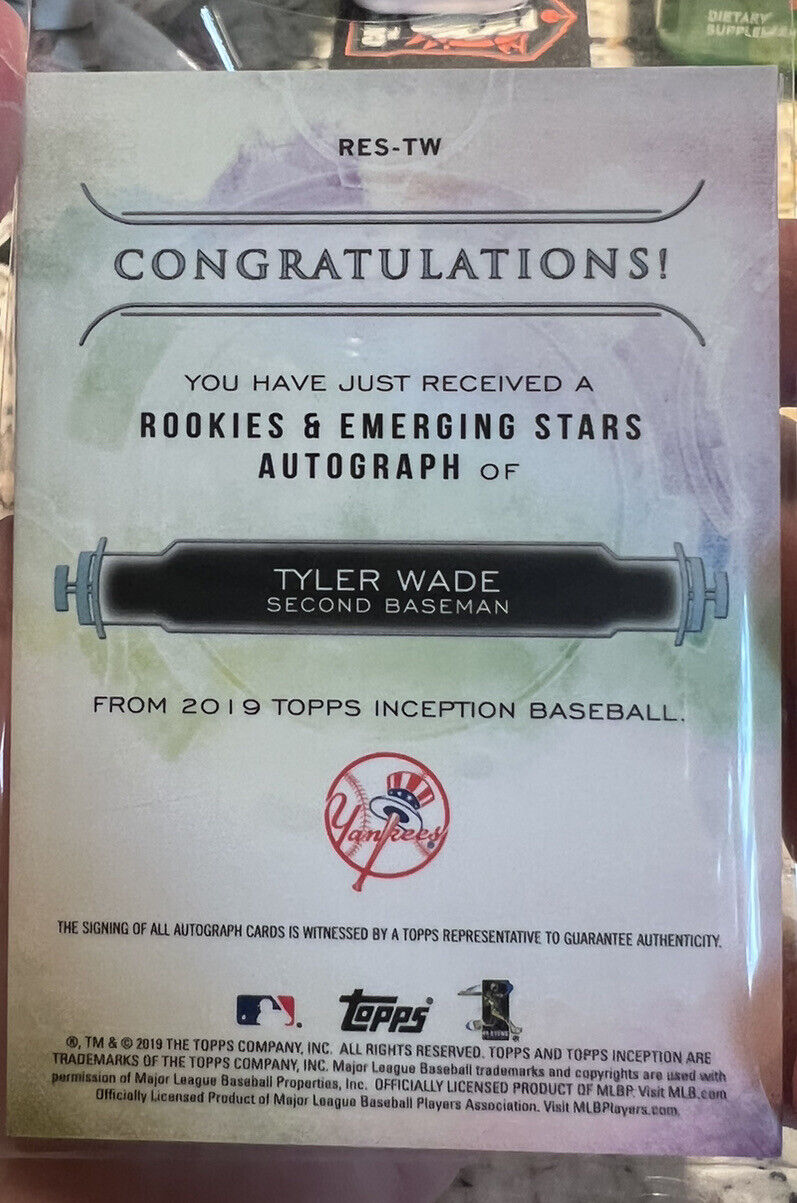 DIETARY
RES-TW
CONGRATULATIONS!
YOU HAVE JUST RECEIVED A
ROOKIES & EMERGING STARS
AUTOGRAPH OF
TYLER WADE
SECOND BASEMAN
FROM 2019 TOPPS INCEPTION BASEBALL.
Yankees
THE SIGNING OF ALL AUTOGRAPH CARDS IS WITNESSED BY A TOPPS REPRESENTATIVE TO GUARANTEE AUTHENTICITY.
topps®
®, TM & © 2019 THE TOPPS COMPANY, INC. ALL RIGHTS RESERVED. TOPPS AND TOPPS INCEPTION ARE
TRADEMARKS OF THE TOPPS COMPANY, INC. Major League Baseball trademarks and copyrights are used with
permission of Major League Baseball Properties, Inc. OFFICIALLY LICENSED PRODUCT OF MLBP. Visit MLB.com
Officially Licensed Product of Major League Baseball Players Association. Visit MLBPlayers.com.